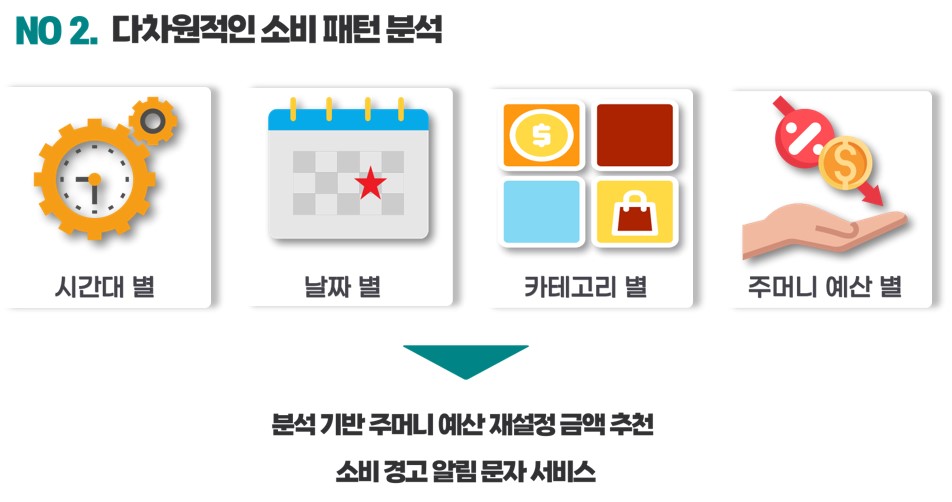 NO 2. 다차원적인 소비 패턴 분석
시간대 별
날짜 별
카테고리 별
주머니 예산 별
분석 기반 주머니 예산 재설정 금액 추천
소비 경고 알림 문자 서비스